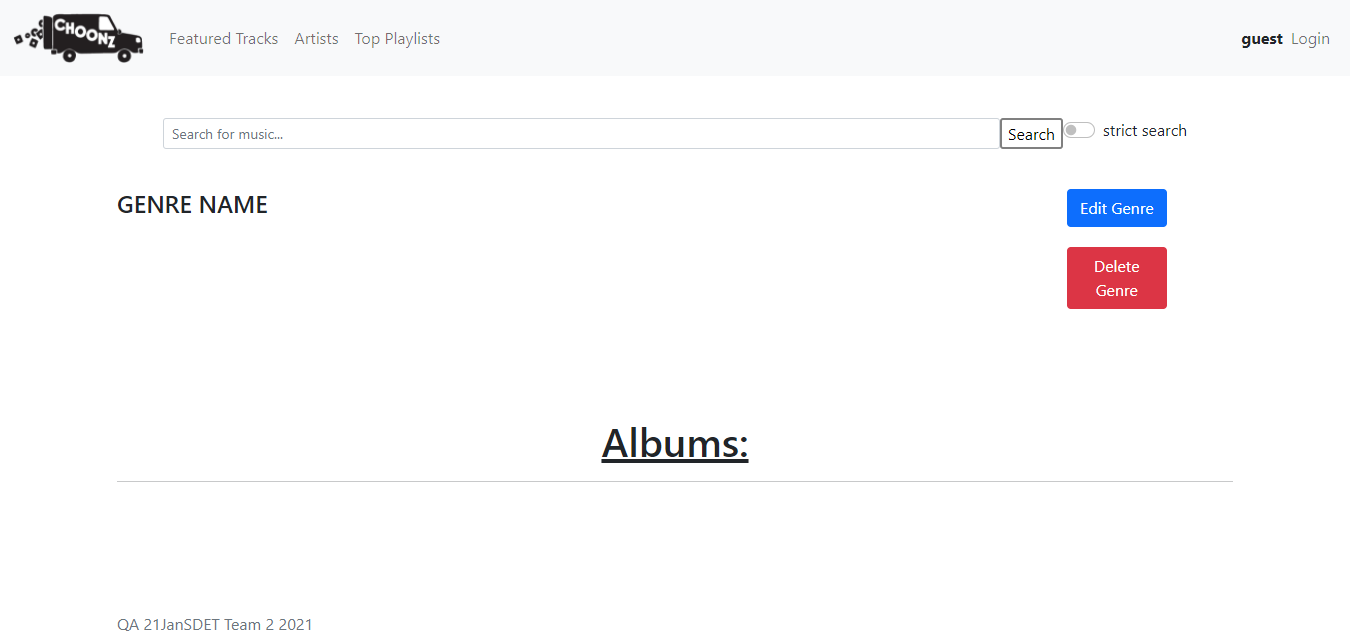 CHOONZ
Featured Tracks Artists Top Playlists
guest Login
Search for music...
Search
strict search
GENRE NAME
Edit Genre
Delete
Genre
Albums:
QA 21JanSDET Team 2 2021